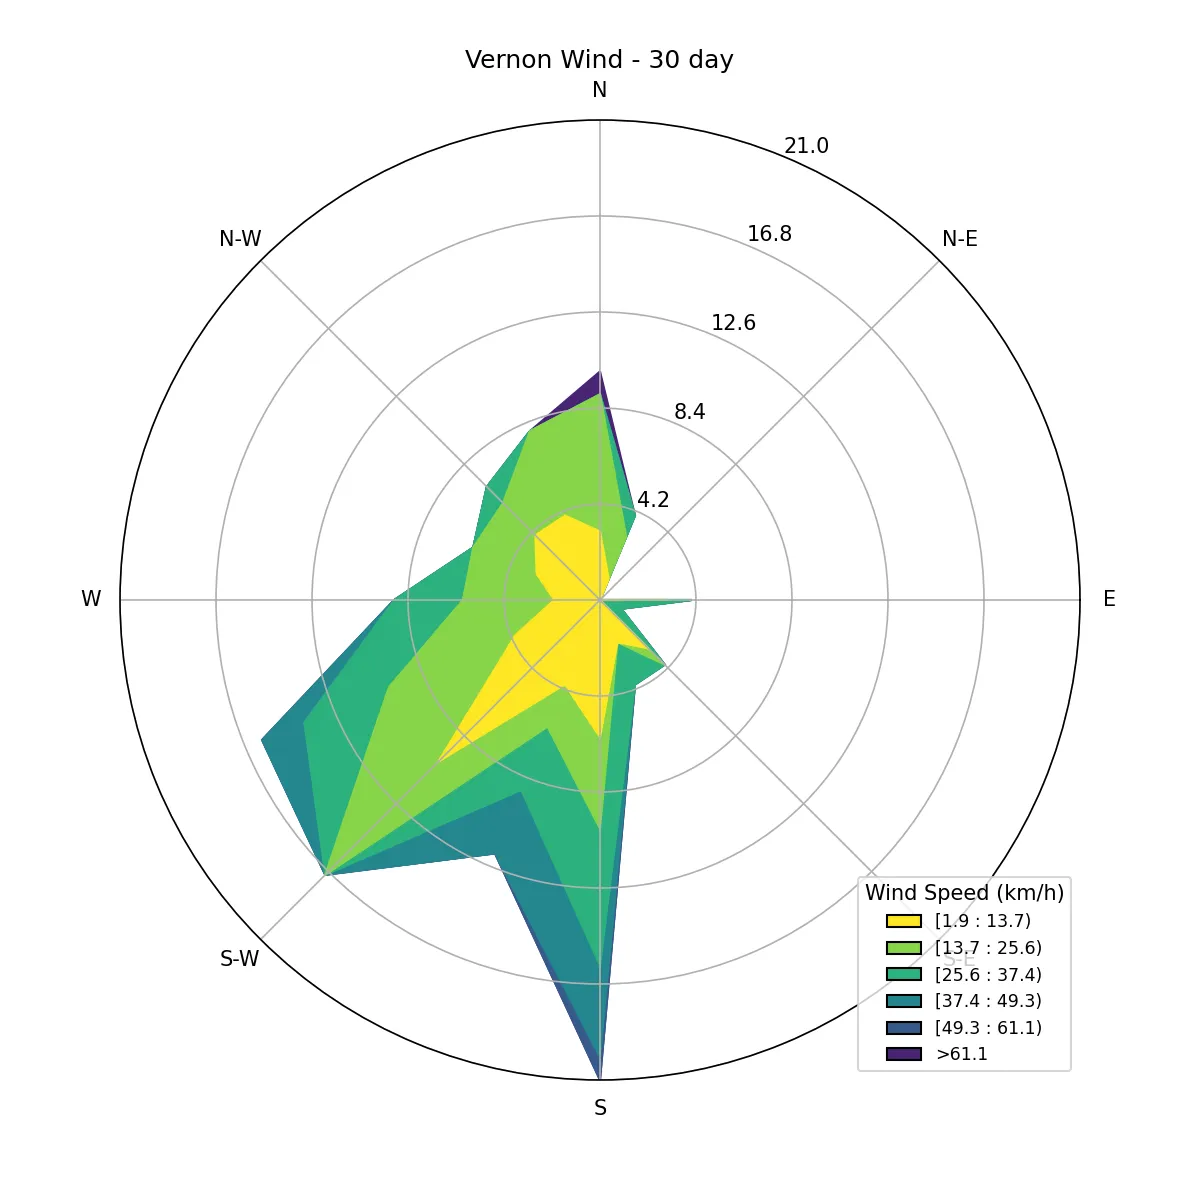 Vernon Wind - 30 day
N
21.0
N-W
16.8
N-E
12.6
8.4
4.2
W
E
S-W
S-E
S
Wind Speed (km/h)
[1.9 : 13.7)
[13.7 : 25.6)
[25.6 : 37.4)
[37.4 : 49.3)
[49.3 : 61.1)
>61.1